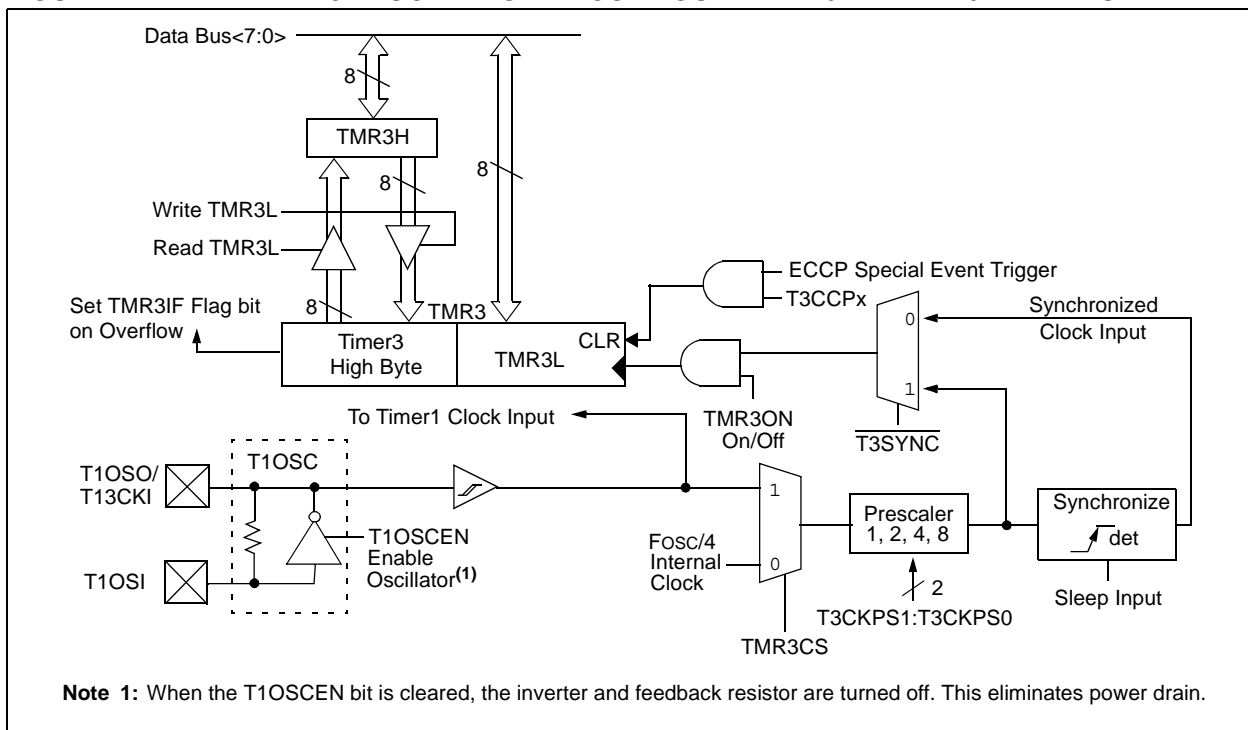 Data Bus<7:0>
8
TMR3H
8
8
8
Write TMR3L
Read TMR3L
8
TMR3
Set TMR3IF Flag bit
on Overflow
Timer3
High Byte
TMR3L
CLR
ECCP Special Event Trigger
T3CCPx
0
1
Synchronized
Clock Input
TMR3ON
On/Off
T3SYNC
To Timer1 Clock Input
T1OSC
T1OSO/
T13CKI
T1OSI
T1OSCEN
Enable
Oscillator(1)
1
0
FOSC/4
Internal
Clock
TMR3CS
Prescaler
1, 2, 4, 8
2
T3CKPS1:T3CKPS0
Synchronize
det
Sleep Input
Note 1: When the T1OSCEN bit is cleared, the inverter and feedback resistor are turned off. This eliminates power drain.